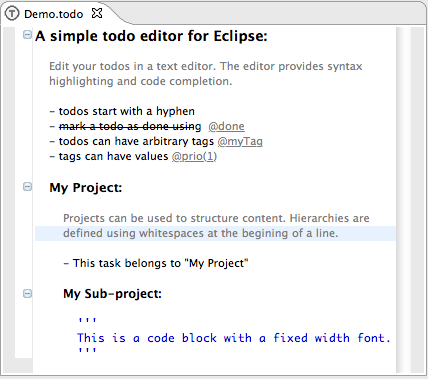 Demo.todo
A simple todo editor for Eclipse:
Edit your todos in a text editor. The editor provides syntax
highlighting and code completion.
- todos start with a hyphen
- mark a todo as done using @done
- todos can have arbitrary tags @myTag
- tags can have values @prio(1)
My Project:
Projects can be used to structure content. Hierarchies are
defined using whitespaces at the begining of a line.
- This task belongs to "My Project"
My Sub-project:
'''
This is a code block with a fixed width font.
'''